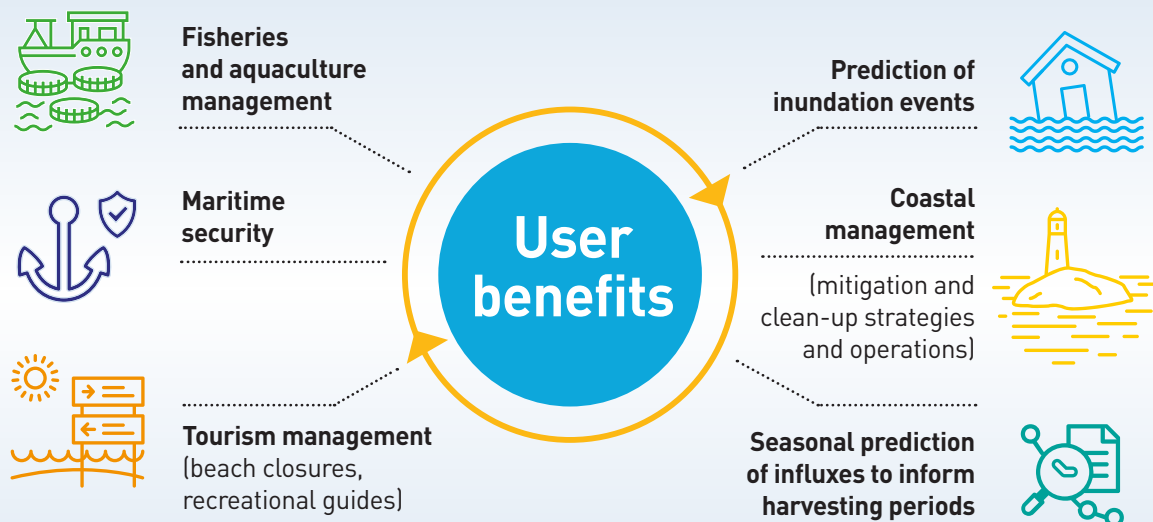 Fisheries
and aquaculture
management
Maritime
security
Tourism management
(beach closures,
recreational guides)
User
benefits
Prediction of
inundation events
Coastal
management
(mitigation and
clean-up strategies
and operations)
Seasonal prediction
of influxes to inform
harvesting periods